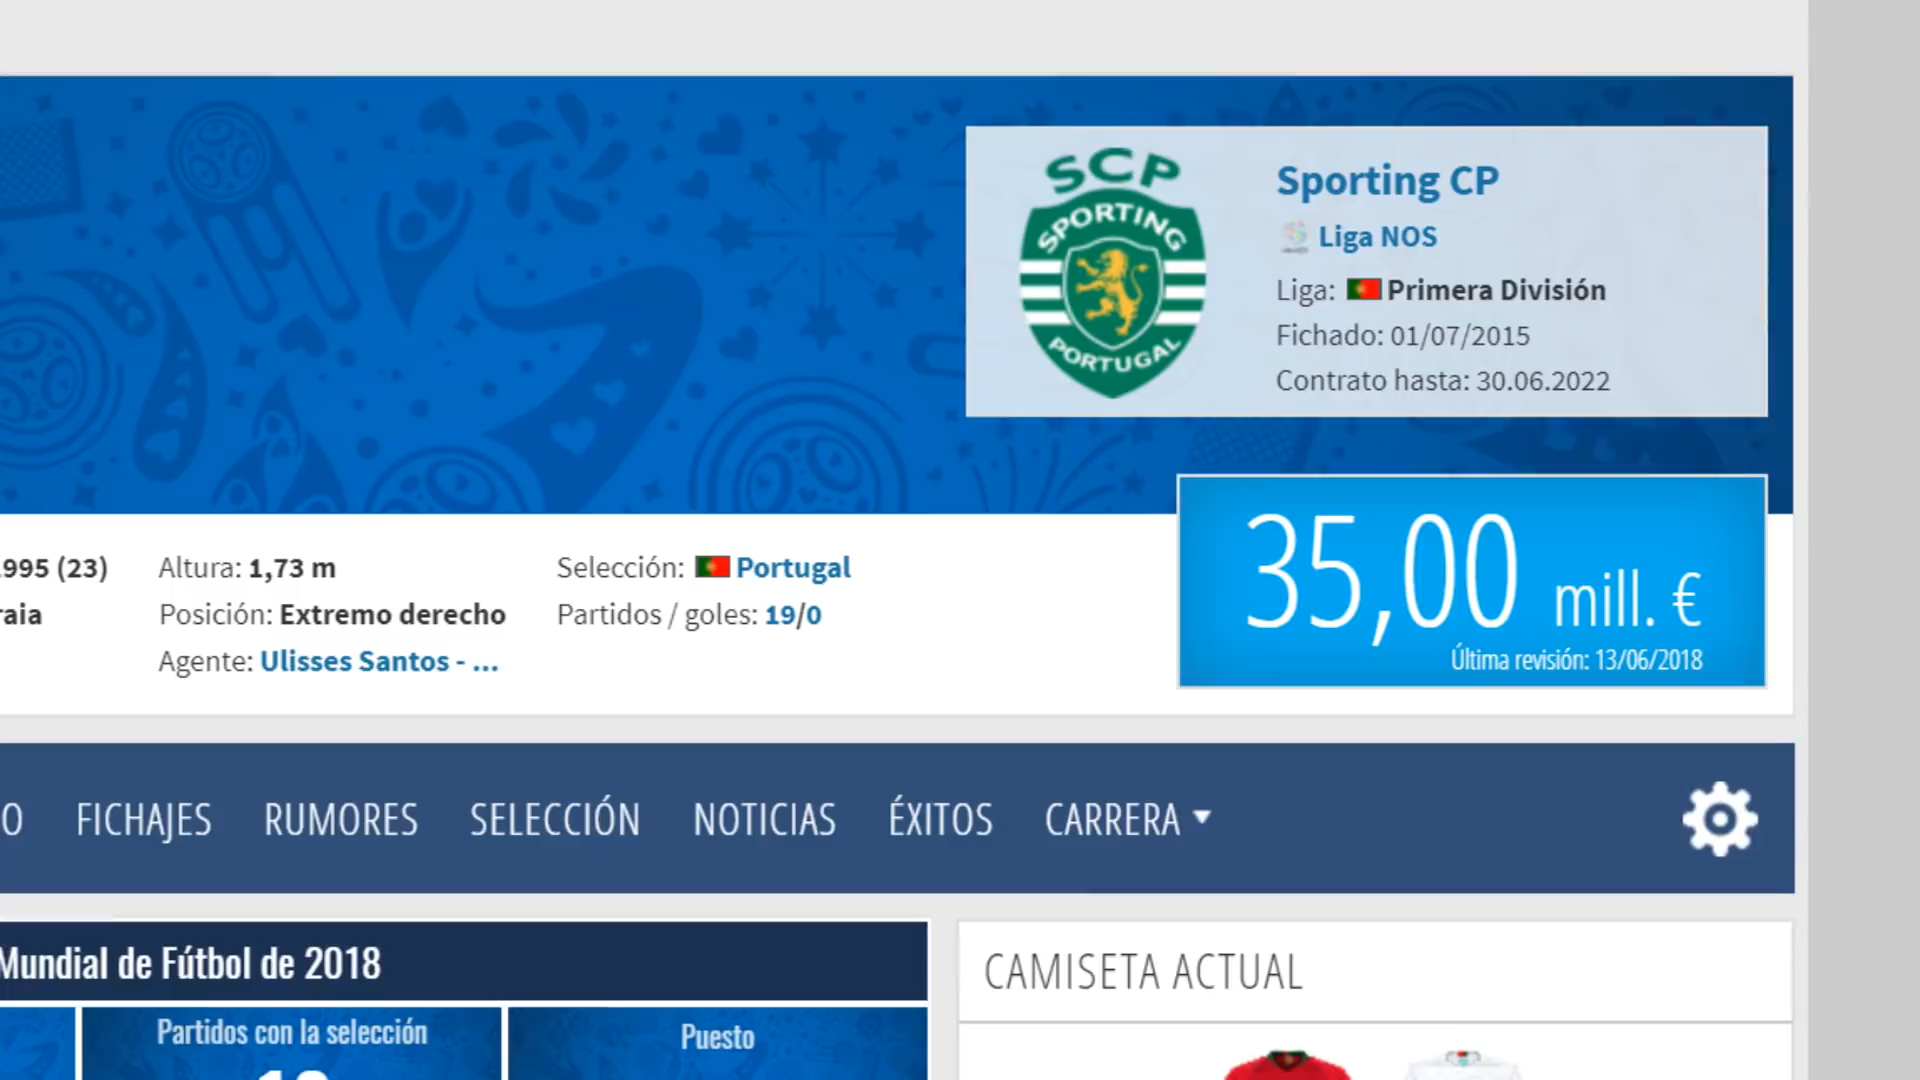 SCP
SPORTING
PORTUGAL
Sporting CP
Liga NOS
Liga: Primera División
Fichado: 01/07/2015
Contrato hasta: 30.06.2022
995 (23)
raia
Altura: 1,73 m
Posición: Extremo derecho
Agente: Ulisses Santos - ...
Selección: Portugal
Partidos / goles: 19/0
35,00 mill. €
Última revisión: 13/06/2018
O FICHAJES RUMORES SELECCIÓN NOTICIAS ÉXITOS CARRERA
Mundial de Fútbol de 2018
Partidos con la selección
Puesto
CAMISETA ACTUAL